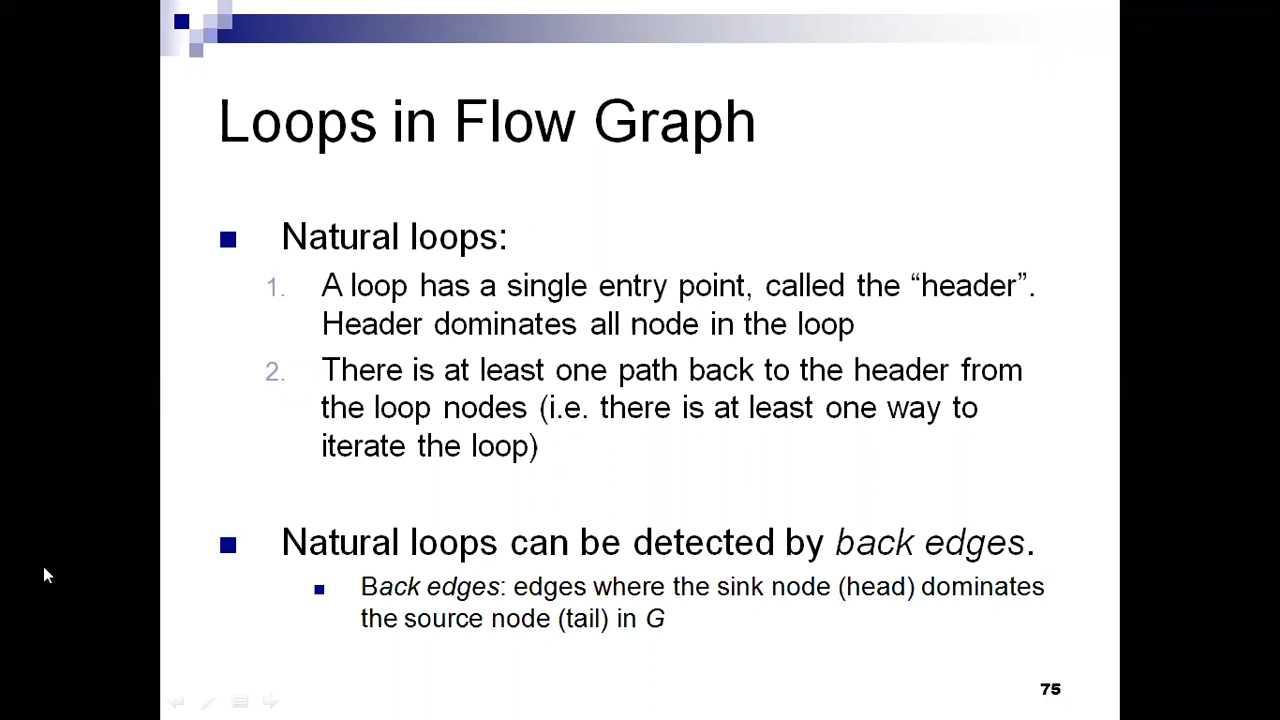 Loops in Flow Graph
■ Natural loops:
1. A loop has a single entry point, called the “header”.
Header dominates all node in the loop
2. There is at least one path back to the header from
the loop nodes (i.e. there is at least one way to
iterate the loop)
■ Natural loops can be detected by back edges.
■ Back edges: edges where the sink node (head) dominates
the source node (tail) in G
75